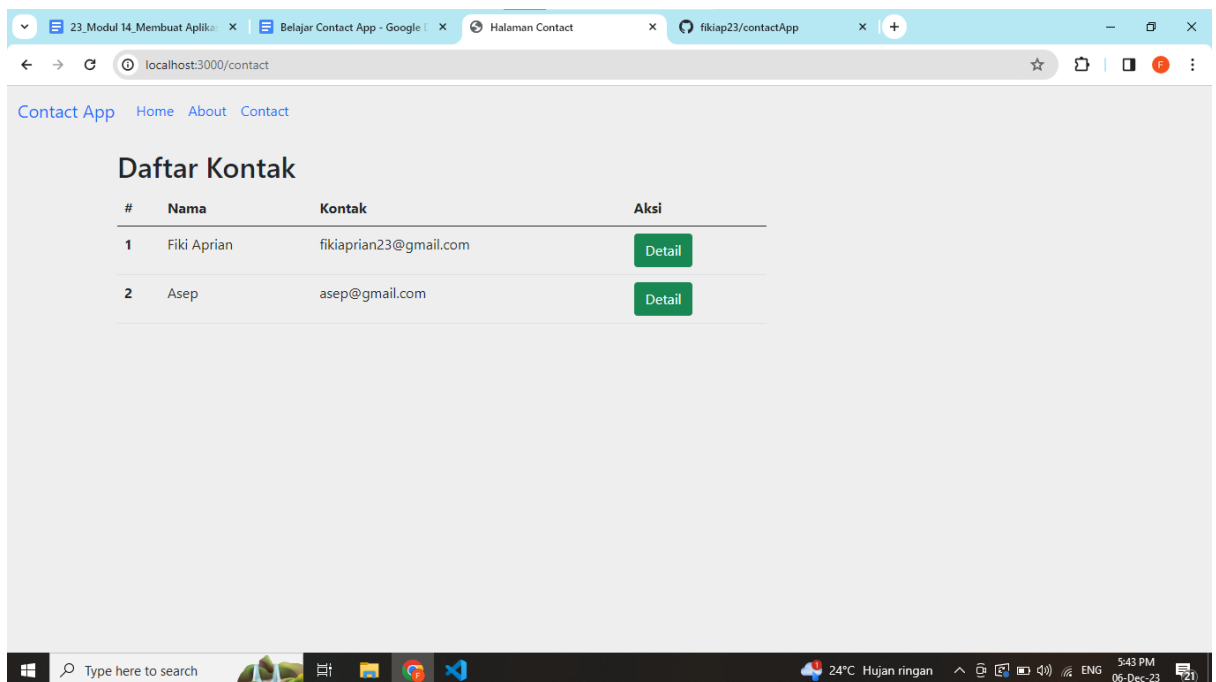 23_Modul 14_Membuat Aplika
Belajar Contact App - Google
Halaman Contact
fikiap23/contactApp
localhost:3000/contact
F
Contact App Home About Contact
Daftar Kontak
# Nama Kontak Aksi
1 Fiki Aprian fikiaprian23@gmail.com Detail
2 Asep asep@gmail.com Detail
Type here to search
24°C Hujan ringan
ENG
5:43 PM
06-Dec-23
21